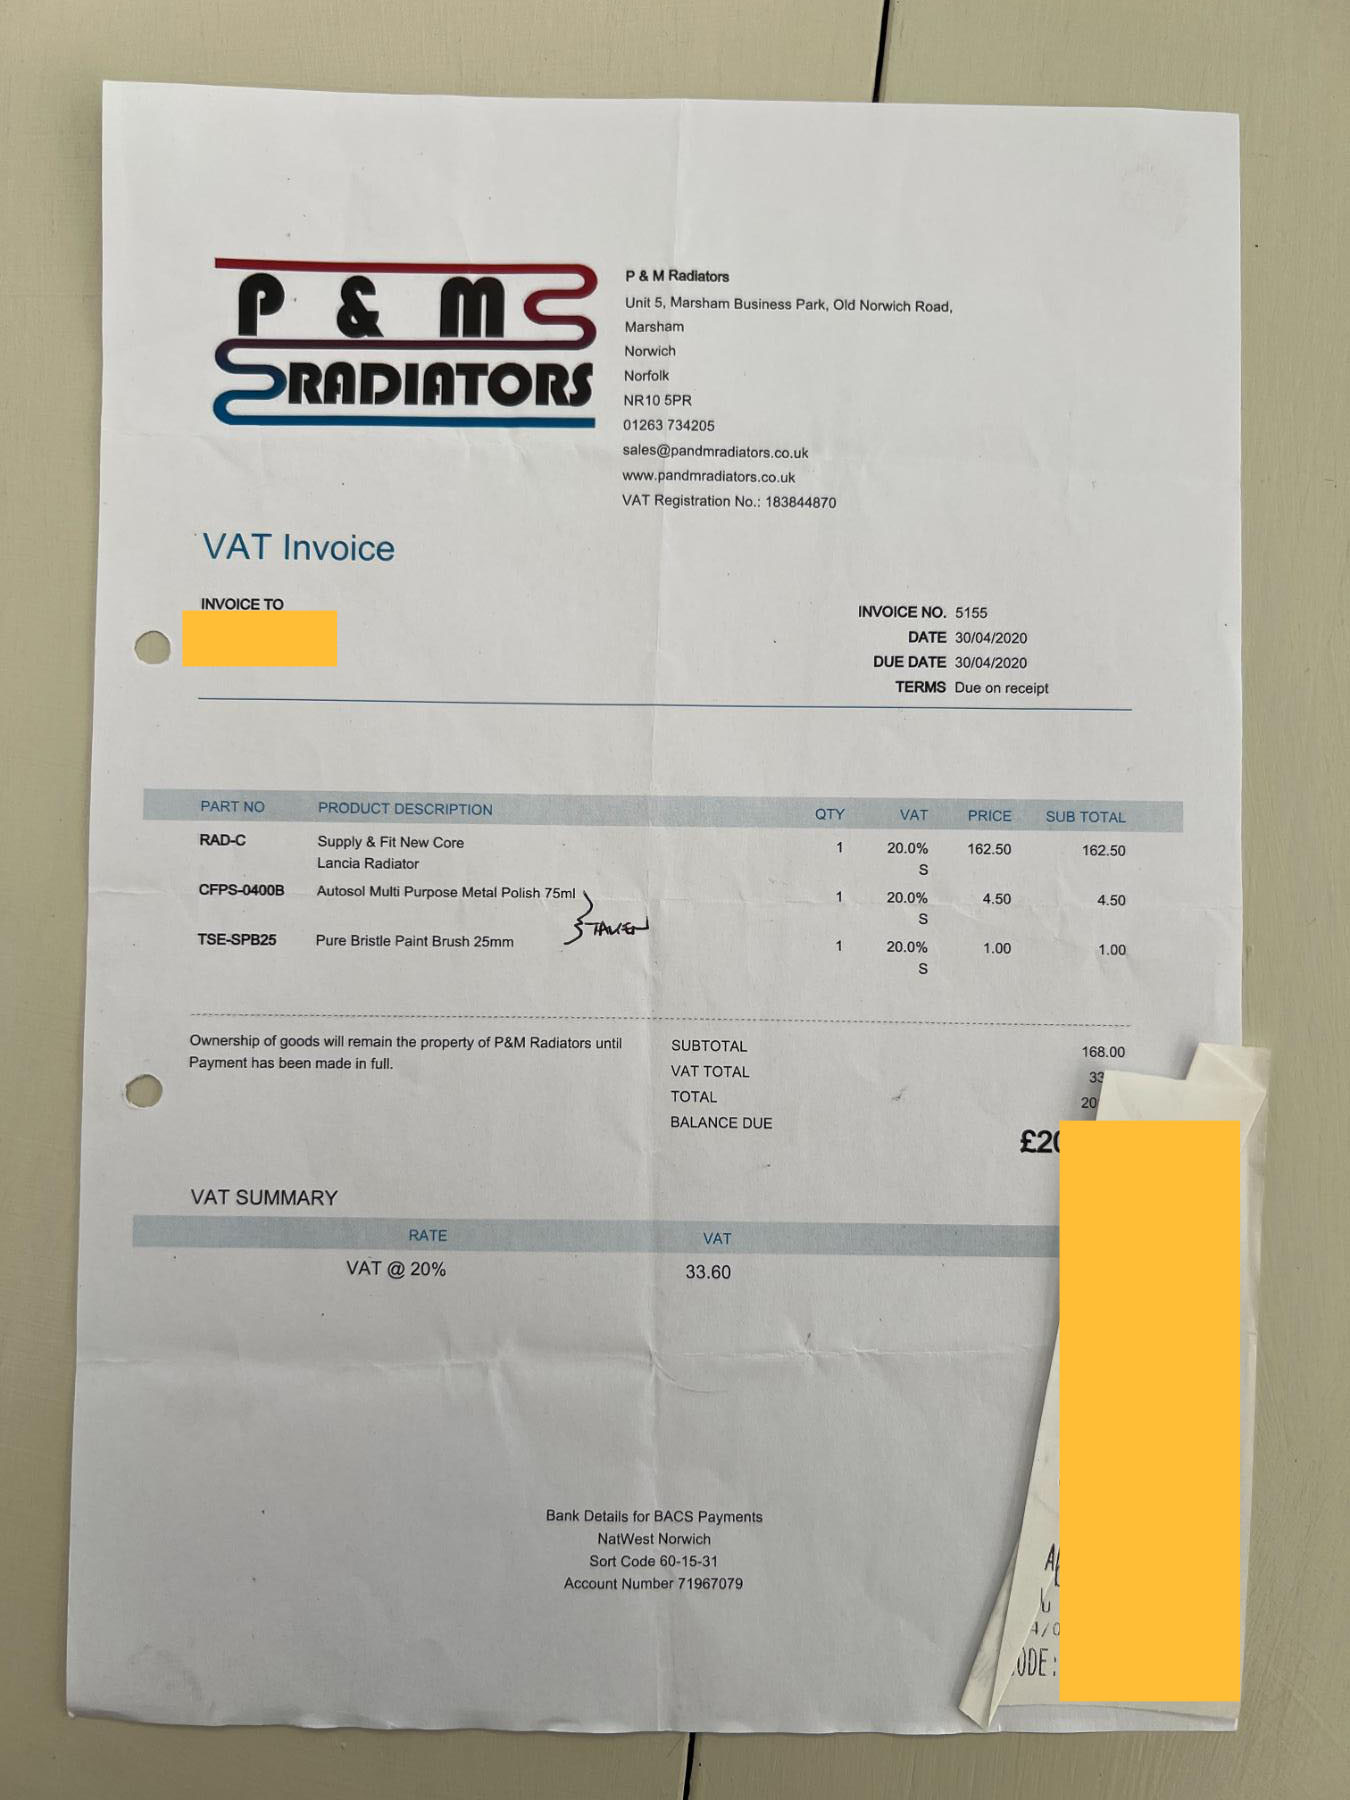 P & M
RADIATORS
P & M Radiators
Unit 5, Marsham Business Park, Old Norwich Road,
Marsham
Norwich
Norfolk
NR10 5PR
01263 734205
sales@pandmradiators.co.uk
www.pandmradiators.co.uk
VAT Registration No.: 183844870
VAT Invoice
INVOICE TO
INVOICE NO. 5155
DATE 30/04/2020
DUE DATE 30/04/2020
TERMS Due on receipt
PART NO PRODUCT DESCRIPTION QTY VAT PRICE SUB TOTAL
RAD-C Supply & Fit New Core 1 20.0% 162.50 162.50
Lancia Radiator S
CFPS-0400B Autosol Multi Purpose Metal Polish 75ml 1 20.0% 4.50 4.50
S
TAKEN
TSE-SPB25 Pure Bristle Paint Brush 25mm 1 20.0% 1.00 1.00
S
Ownership of goods will remain the property of P&M Radiators until
Payment has been made in full.
SUBTOTAL 168.00
VAT TOTAL 33
TOTAL 20
BALANCE DUE
£20
VAT SUMMARY
RATE VAT
VAT @ 20% 33.60
Bank Details for BACS Payments
NatWest Norwich
Sort Code 60-15-31
Account Number 71967079
ODE: